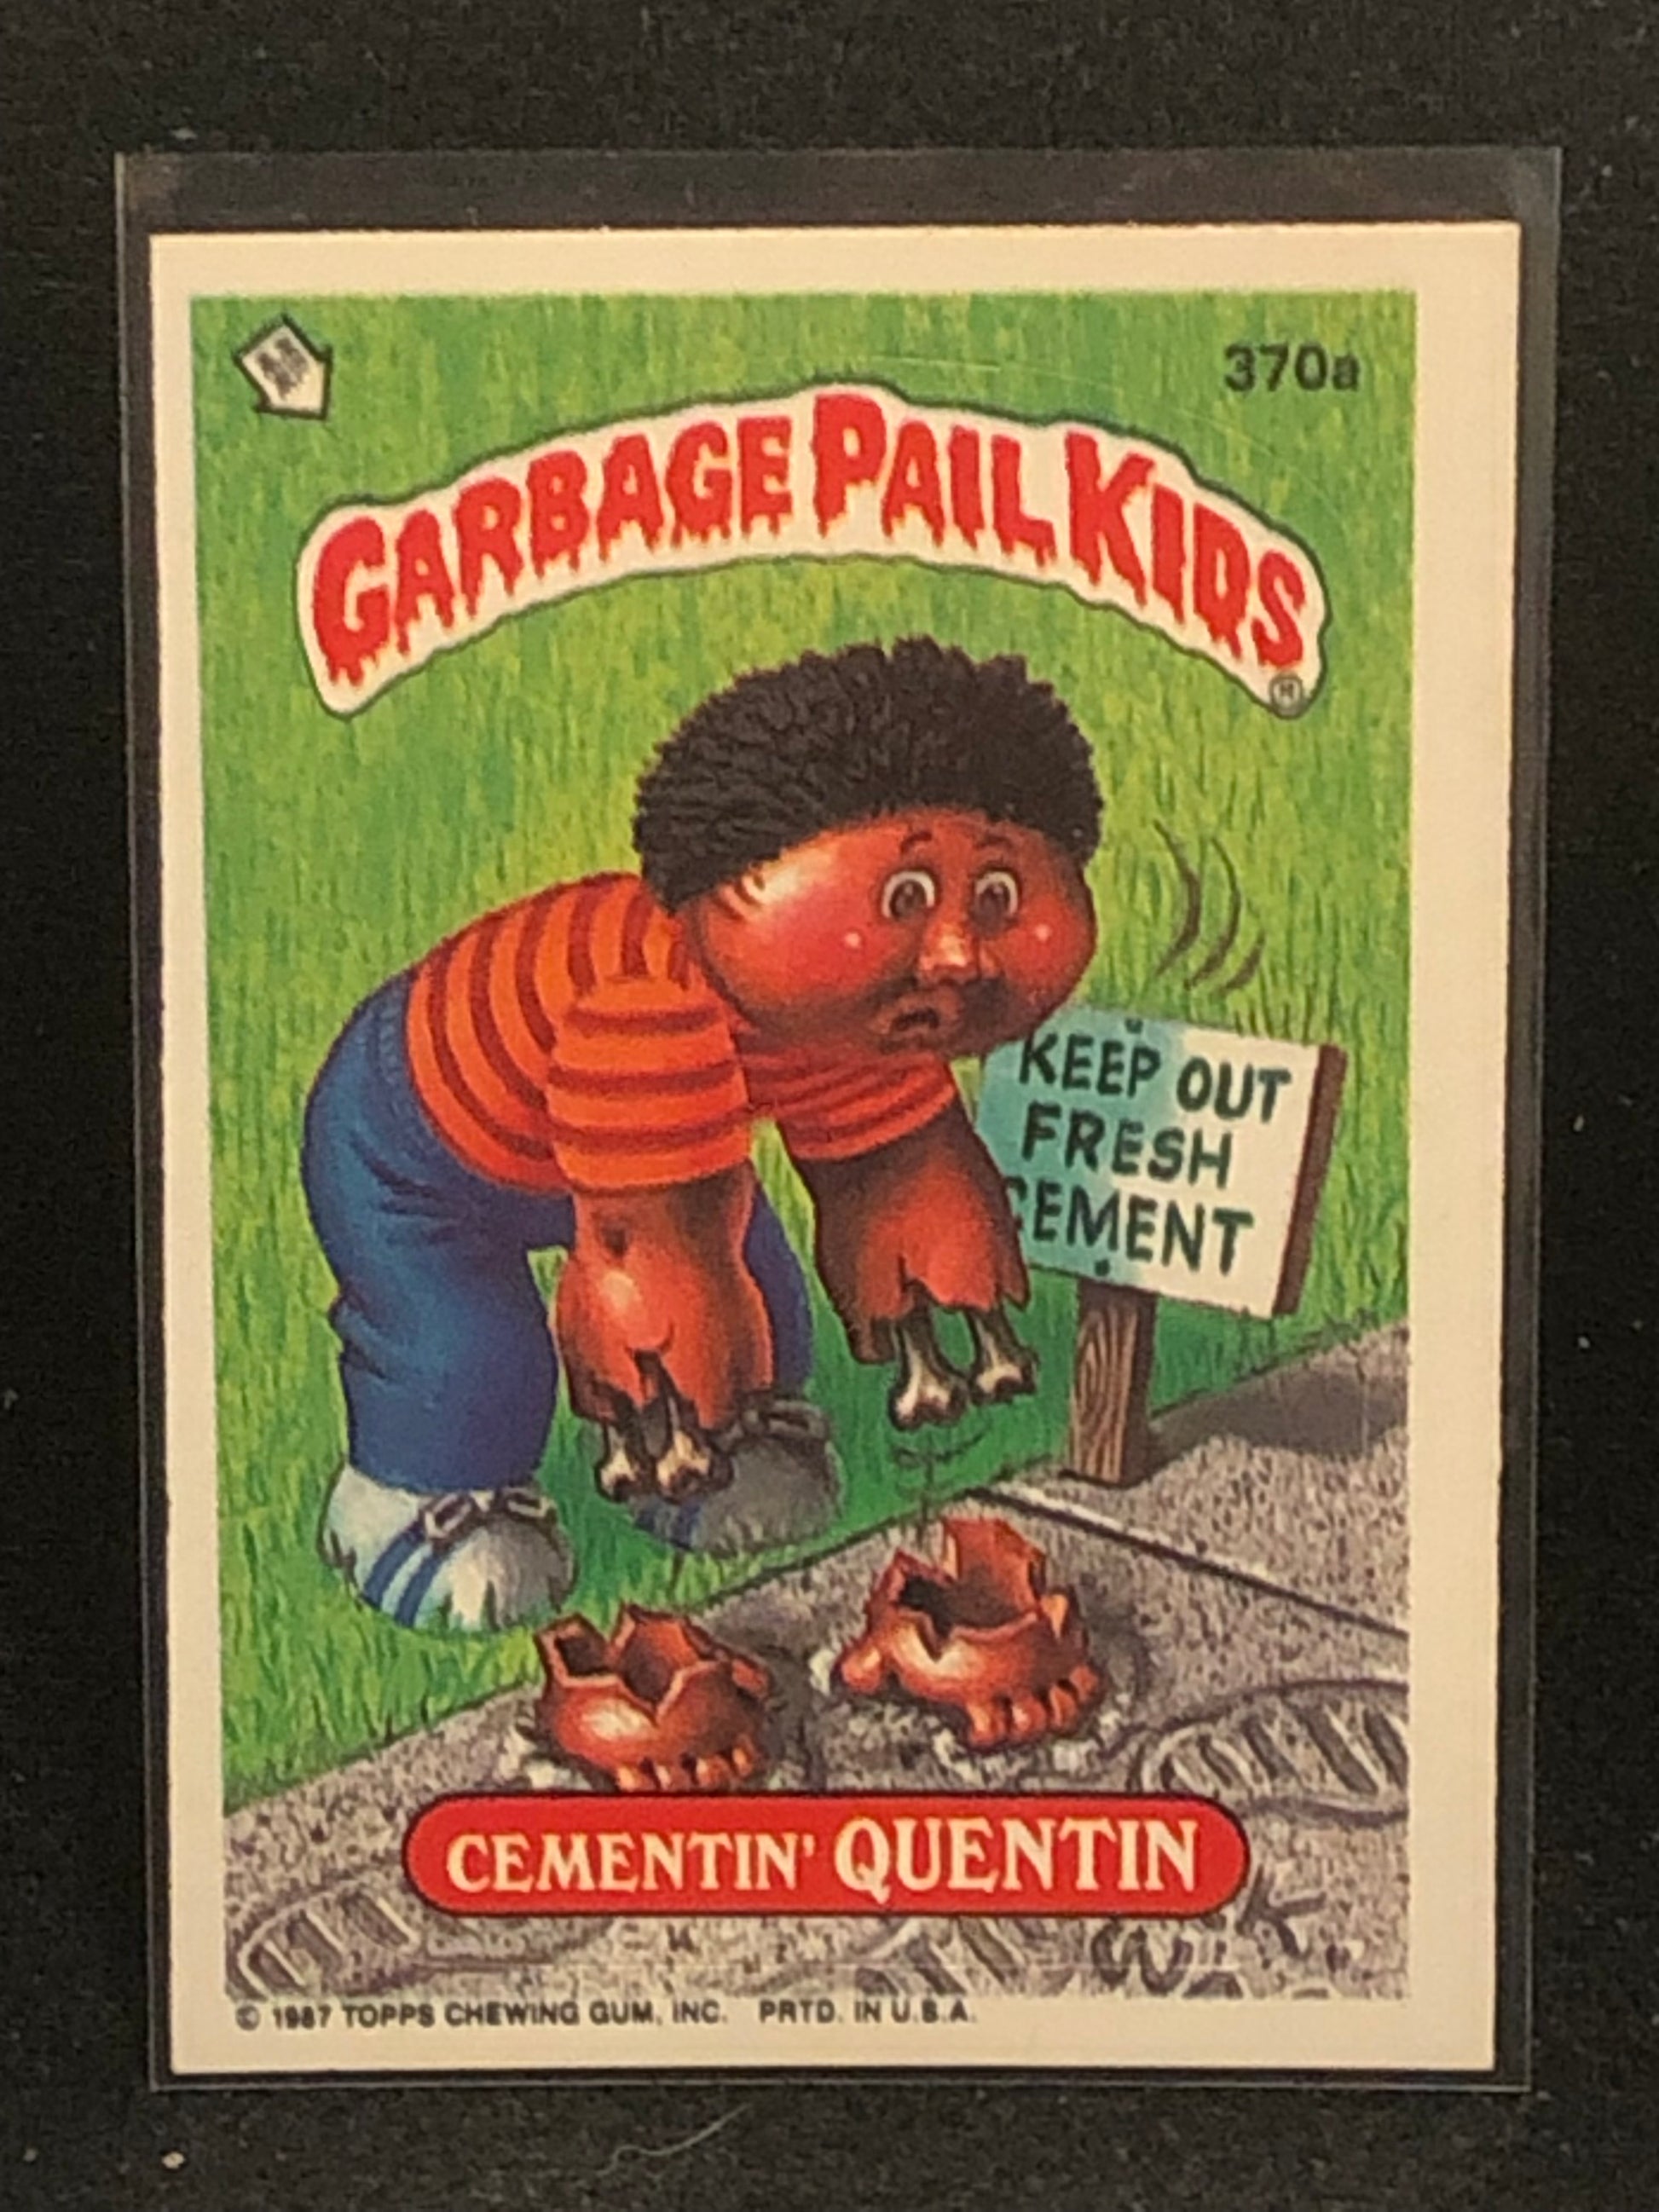 370a
GARBAGE PAIL KIDS
®
KEEP OUT
FRESH
CEMENT
CEMENTIN' QUENTIN
© 1987 TOPPS CHEWING GUM, INC. PRTD. IN U.S.A.